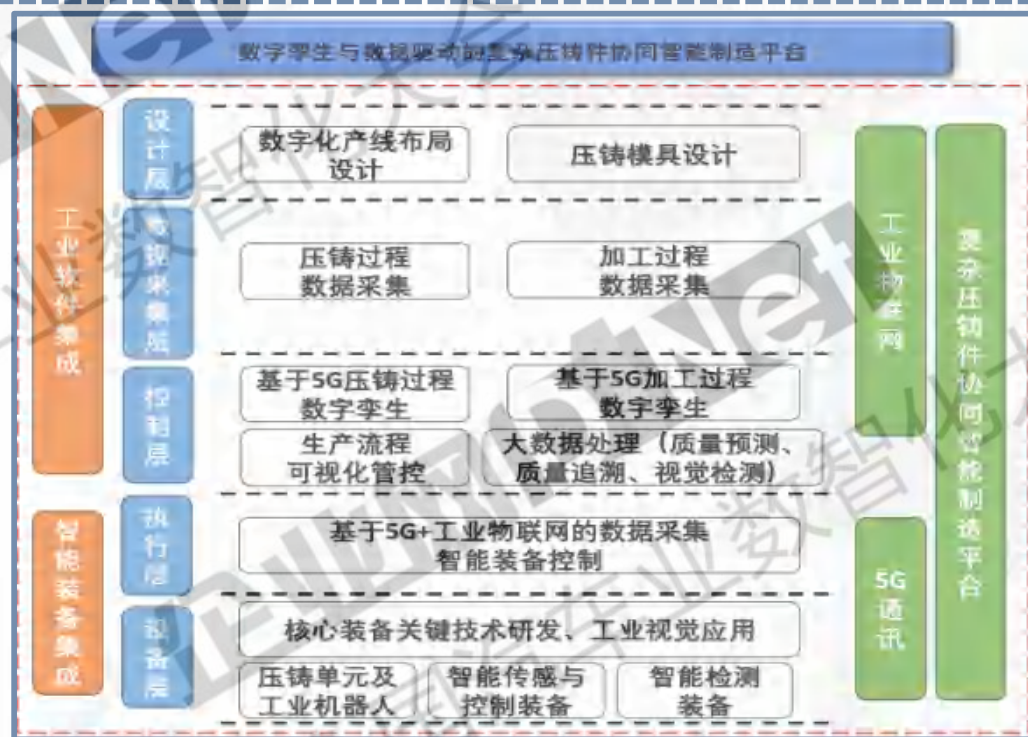 数字孪生与数据驱动的复杂压铸件协同智能制造平台
工业软件集成
智能装备集成
设计层
数据采集层
控制层
执行层
设备层
数字化产线布局
设计
压铸模具设计
压铸过程
数据采集
加工过程
数据采集
基于5G压铸过程
数字孪生
基于5G加工过程
数字孪生
生产流程
可视化管控
大数据处理（质量预测、
质量追溯、视觉检测）
基于5G+工业物联网的数据采集
智能装备控制
核心装备关键技术研发、工业视觉应用
压铸单元及
工业机器人
智能传感与
控制装备
智能检测
装备
工业物联网
5G
通讯
复杂压铸件协同智能制造平台